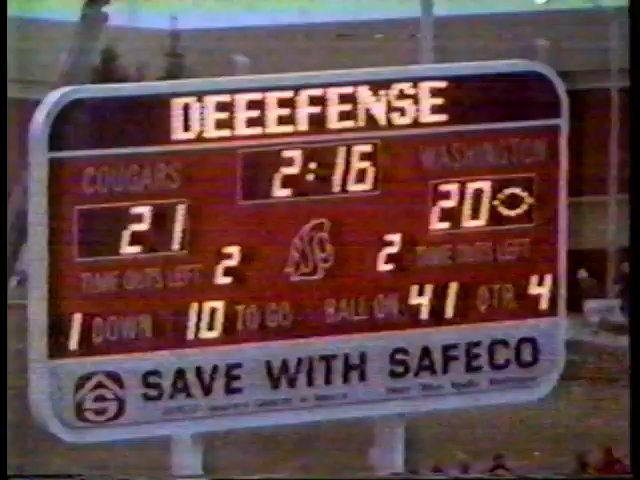 DEEEFENSE
COUGARS 2:16 WASHINGTON
21 20
TIME OUTS LEFT 2 2 TIME OUTS LEFT
1 DOWN 10 TO GO BALL ON 41 QTR. 4
SAVE WITH SAFECO